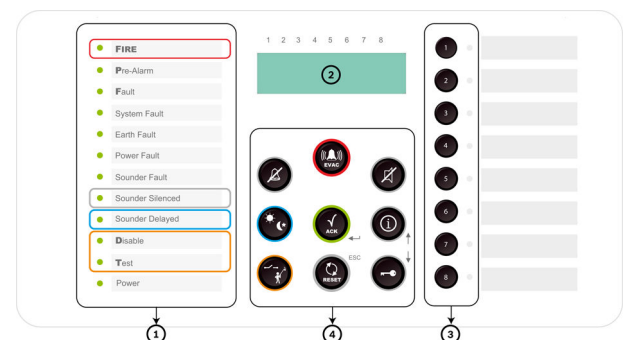 FIRE
Pre-Alarm
Fault
System Fault
Earth Fault
Power Fault
Sounder Fault
Sounder Silenced
Sounder Delayed
Disable
Test
Power
1
1 2 3 4 5 6 7 8
2
EVAC
ACK
ESC
RESET
4
1
2
3
4
5
6
7
8
3